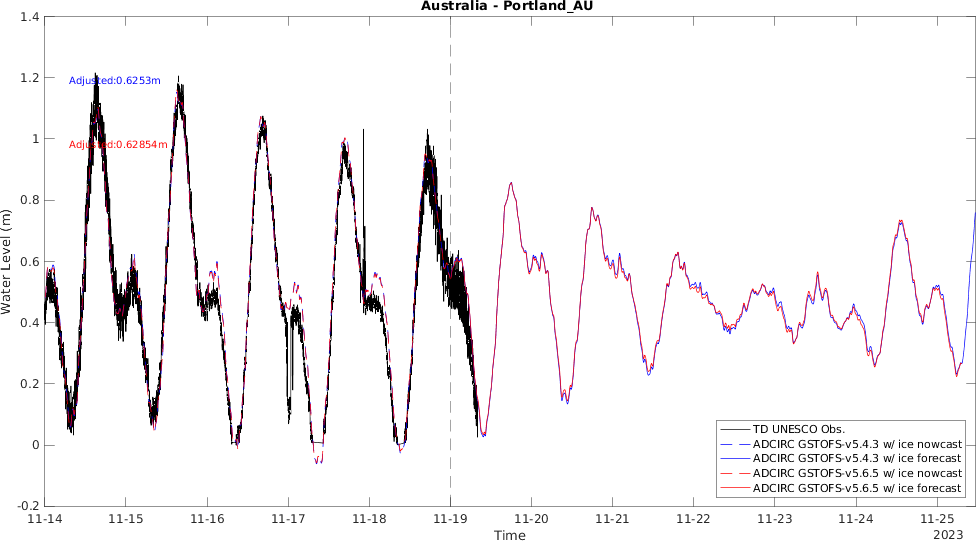 Australia - Portland_AU
1.4
1.2
1
0.8
0.6
0.4
0.2
0
-0.2
Water Level (m)
Adjusted:0.6253m
Adjusted:0.62854m
TD UNESCO Obs.
ADCIRC GSTOFS-v5.4.3 w/ ice nowcast
ADCIRC GSTOFS-v5.4.3 w/ ice forecast
ADCIRC GSTOFS-v5.6.5 w/ ice nowcast
ADCIRC GSTOFS-v5.6.5 w/ ice forecast
11-14 11-15 11-16 11-17 11-18 11-19 11-20 11-21 11-22 11-23 11-24 11-25
Time
2023